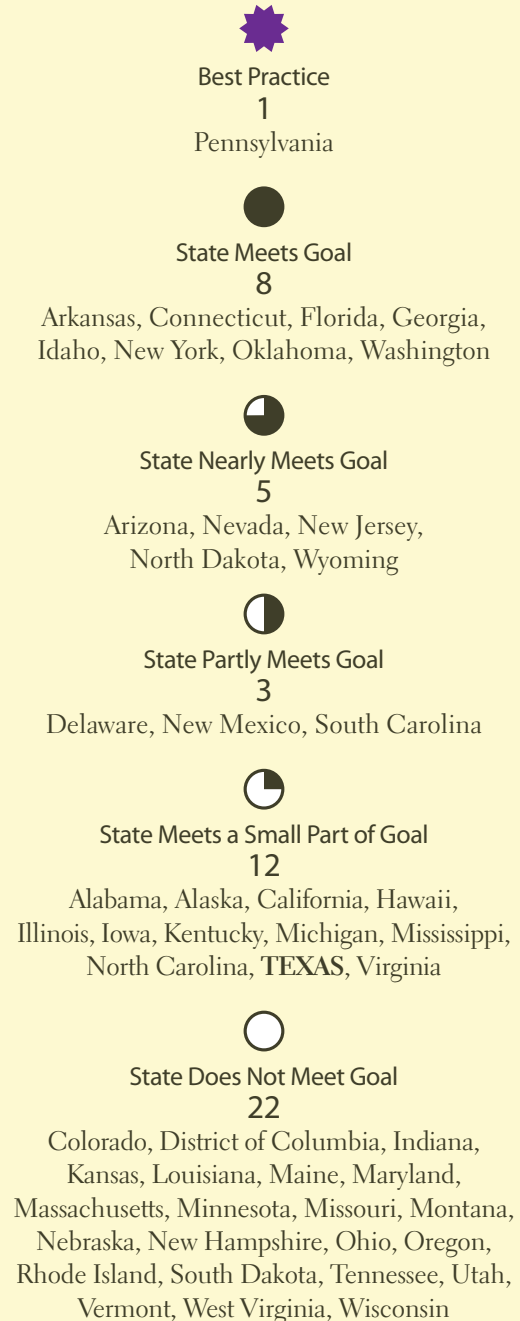 Best Practice
1
Pennsylvania
State Meets Goal
8
Arkansas, Connecticut, Florida, Georgia,
Idaho, New York, Oklahoma, Washington
State Nearly Meets Goal
5
Arizona, Nevada, New Jersey,
North Dakota, Wyoming
State Partly Meets Goal
3
Delaware, New Mexico, South Carolina
State Meets a Small Part of Goal
12
Alabama, Alaska, California, Hawaii,
Illinois, Iowa, Kentucky, Michigan, Mississippi,
North Carolina, TEXAS, Virginia
State Does Not Meet Goal
22
Colorado, District of Columbia, Indiana,
Kansas, Louisiana, Maine, Maryland,
Massachusetts, Minnesota, Missouri, Montana,
Nebraska, New Hampshire, Ohio, Oregon,
Rhode Island, South Dakota, Tennessee, Utah,
Vermont, West Virginia, Wisconsin